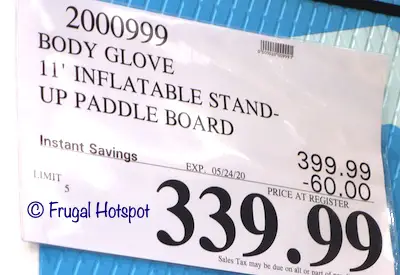 2000999
BODY GLOVE
11' INFLATABLE STAND-
UP PADDLE BOARD
Instant Savings
EXP. 05/24/20
399.99
-60.00
LIMIT
5
PRICE AT REGISTER
339.99
Sales Tax may be due on all or part of
© Frugal Hotspot